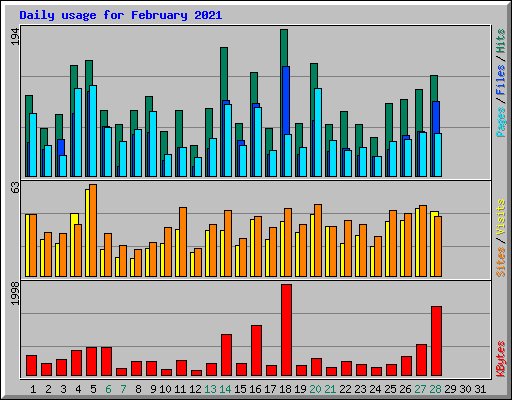 Daily usage for February 2021
194
Pages / Files / Hits
63
Sites / Visits
1998
KBytes
1 2 3 4 5 6 7 8 9 10 11 12 13 14 15 16 17 18 19 20 21 22 23 24 25 26 27 28 29 30 31